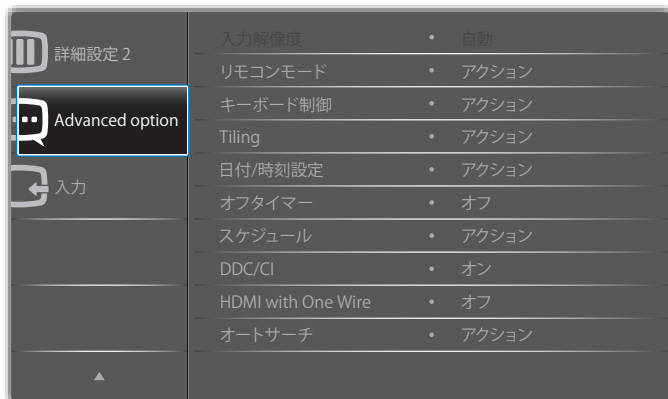 詳細設定 2
Advanced option
入力
入力解像度 • 自動
リモコンモード • アクション
キーボード制御 • アクション
Tiling • アクション
日付/時刻設定 • アクション
オフタイマー • オフ
スケジュール • アクション
DDC/CI • オン
HDMI with One Wire • オフ
オートサーチ • アクション